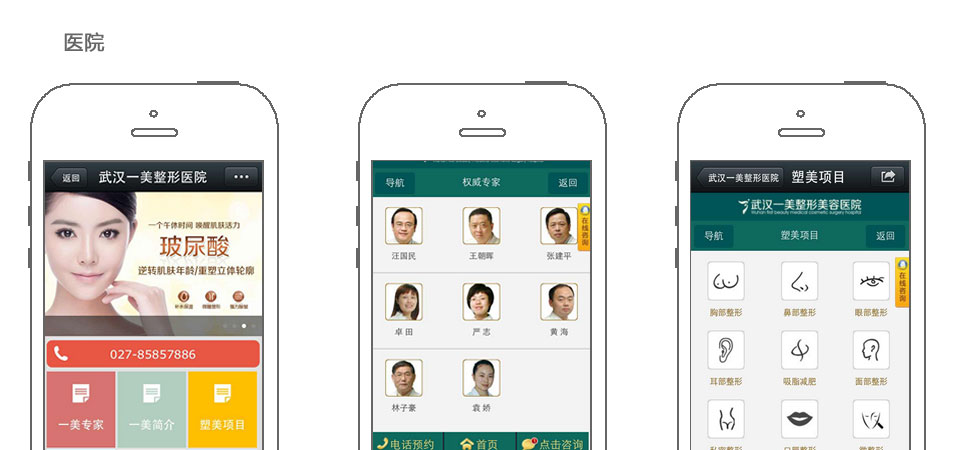 医院
返回
武汉一美整形医院
一个午休时间 唤醒肌肤活力
玻尿酸
逆转肌肤年龄/重塑立体轮廓
027-85857886
一美专家
一美简介
塑美项目
导航
权威专家
返回
在线咨询
汪国民
王朝晖
张建平
卓 田
严 志
黄 海
林子豪
袁 娇
电话预约
首页
点击咨询
武汉一美整形医院
塑美项目
武汉一美整形美容医院
Wuhan first beauty medical cosmetic surgery hospital
导航
塑美项目
返回
在线咨询
胸部整形
鼻部整形
眼部整形
耳部整形
吸脂减肥
面部整形